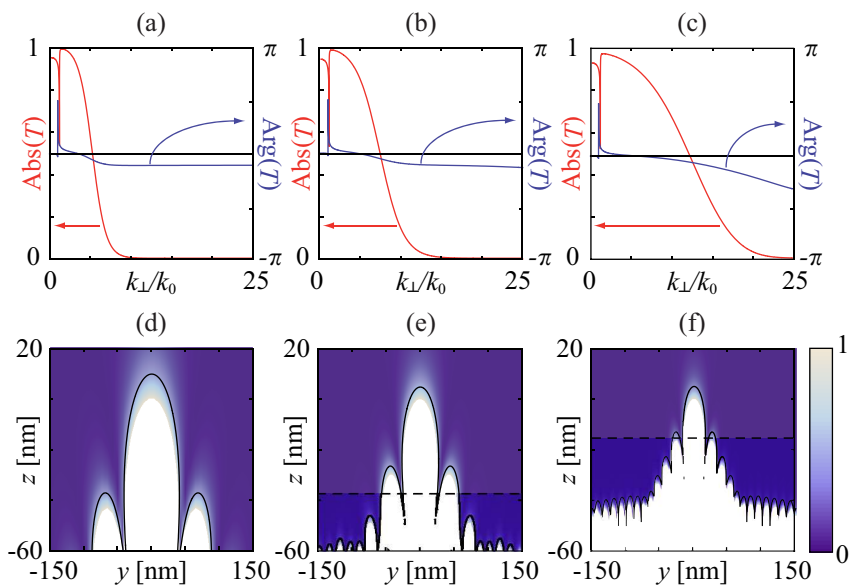 (a) (b) (c)
1 π 1 π 1 π
Abs(T) Arg(T) Abs(T) Arg(T) Abs(T) Arg(T)
0 -π 0 -π 0 -π
0 k⊥/k0 25 0 k⊥/k0 25 0 k⊥/k0 25
(d) (e) (f)
20 20 20 1
z [nm] z [nm] z [nm]
-60 -60 -60 0
-150 y [nm] 150 -150 y [nm] 150 -150 y [nm] 150